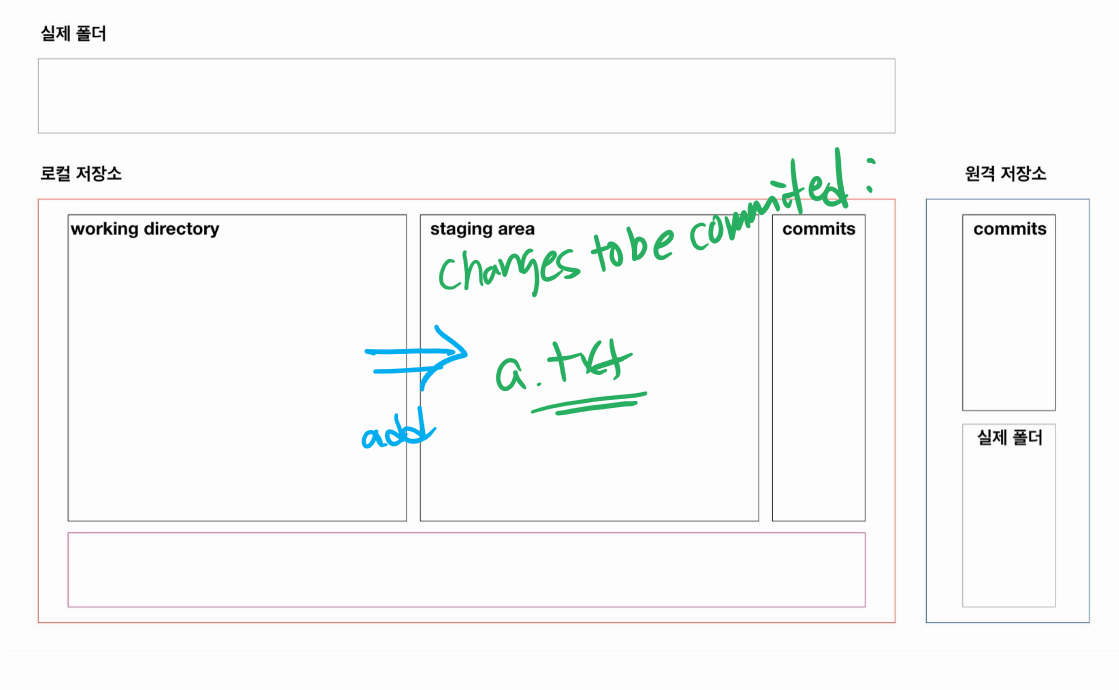 실제 폴더
로컬 저장소
원격 저장소
working directory
staging area
commits
commits
changes to be commited:
a.txt
add
실제 폴더